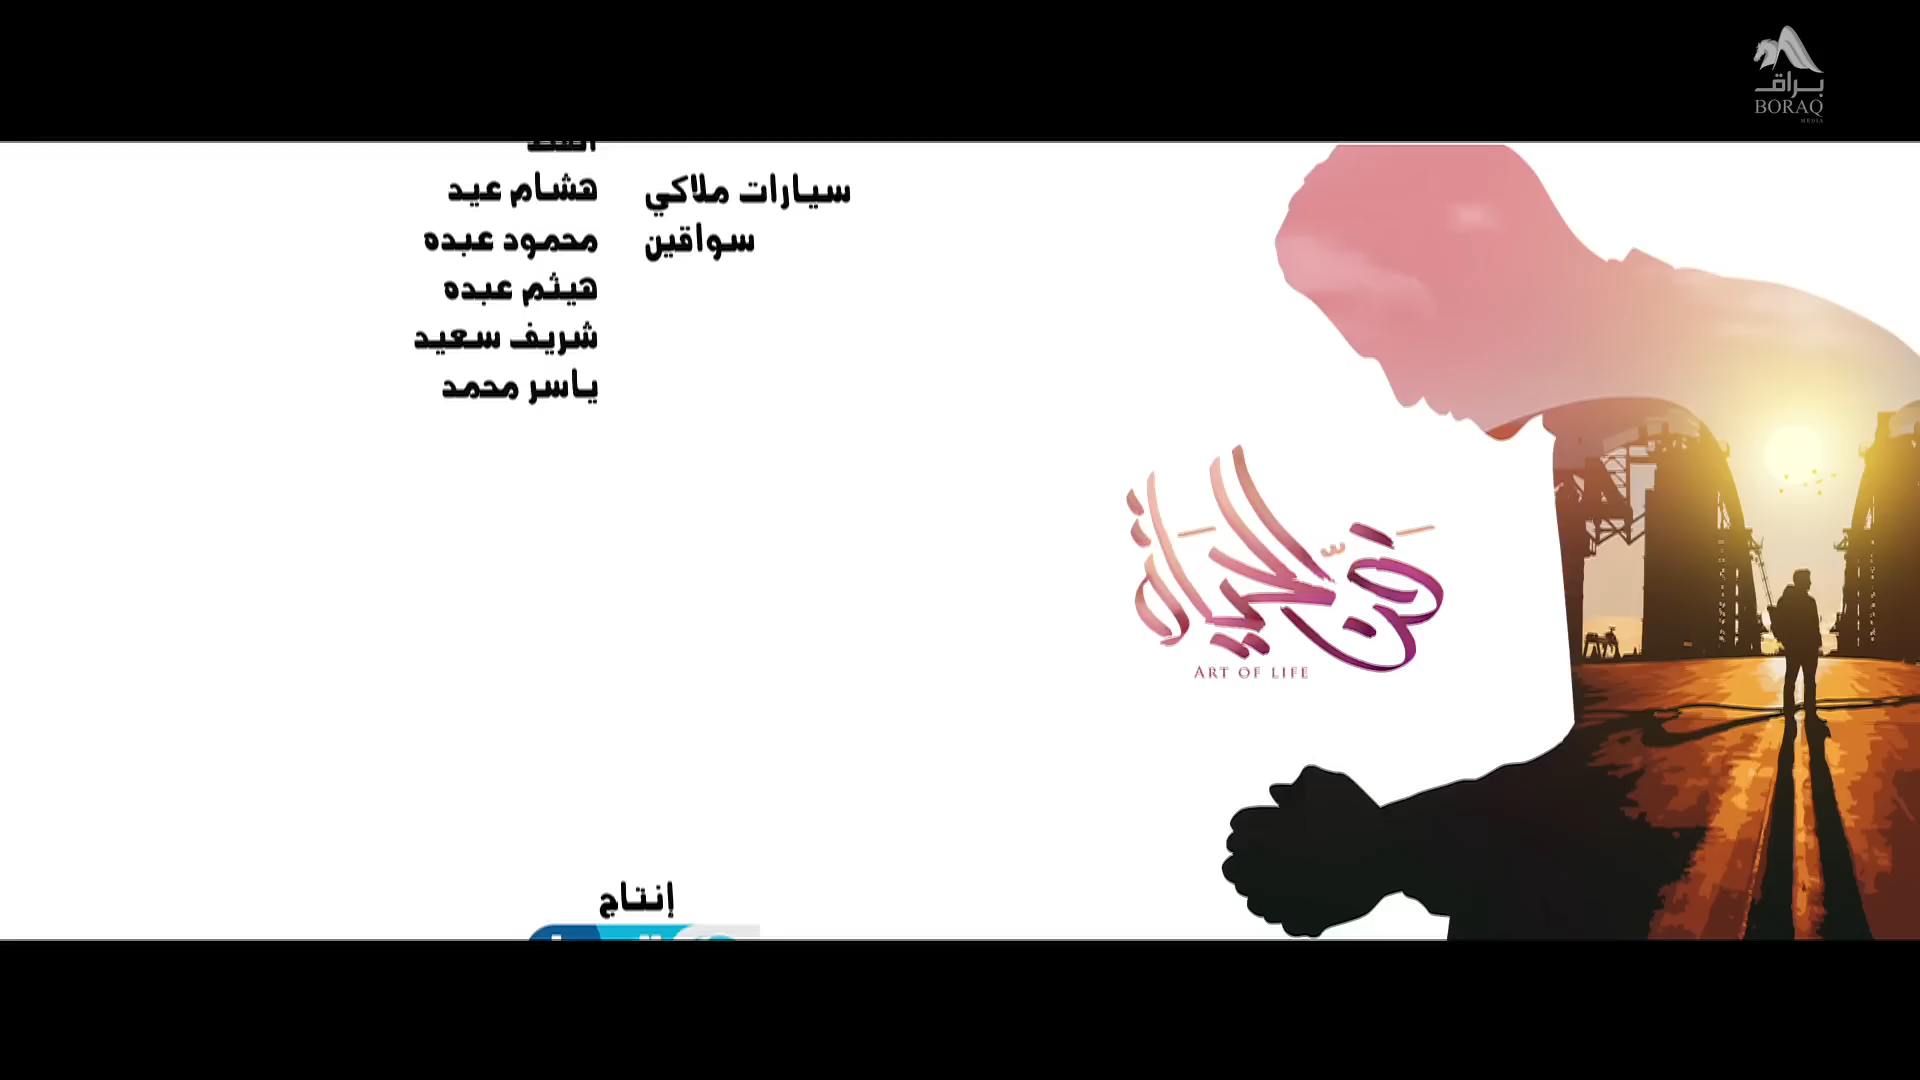 براق
BORAQ
MEDIA
سيارات ملاكي هشام عيد
سواقين محمود عبده
هيثم عبده
شريف سعيد
ياسر محمد
فن الحياة
ART OF LIFE
إنتاج